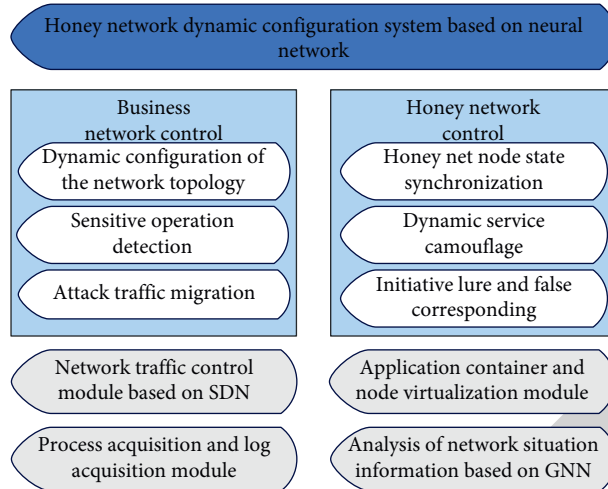 Honey network dynamic configuration system based on neural
network
Business
network control
Dynamic configuration of
the network topology
Sensitive operation
detection
Attack traffic migration
Honey network
control
Honey net node state
synchronization
Dynamic service
camouflage
Initiative lure and false
corresponding
Network traffic control
module based on SDN
Application container and
node virtualization module
Process acquisition and log
acquisition module
Analysis of network situation
information based on GNN